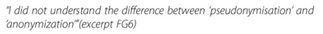 "I did not understand the difference between 'pseudonymisation' and
'anonymization'"(excerpt FG6)